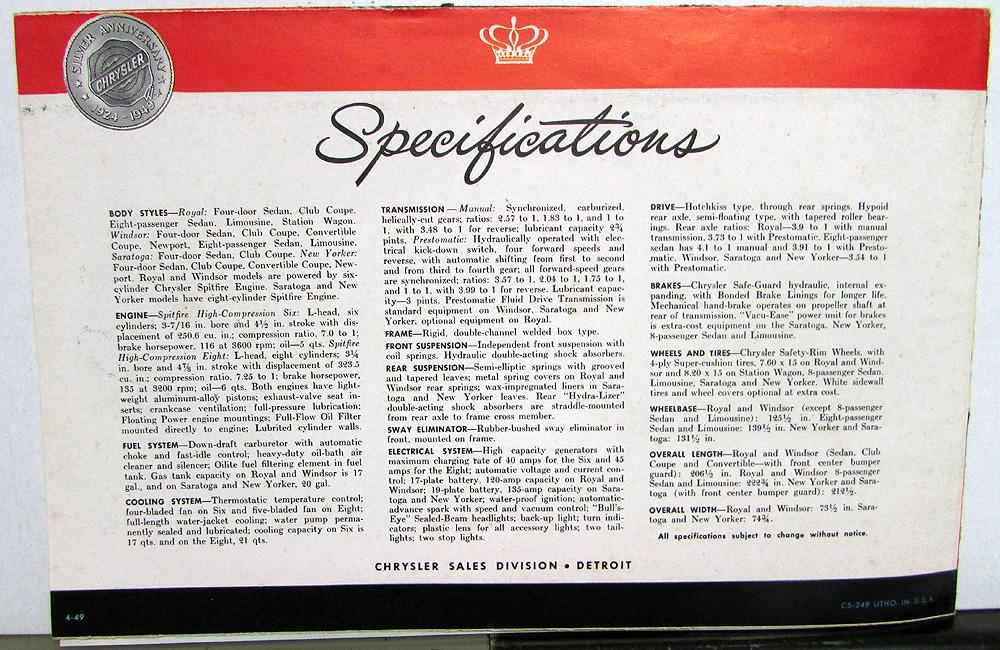 SILVER ANNIVERSARY
CHRYSLER
1924-1949
Specifications
BODY STYLES—Royal: Four-door Sedan, Club Coupe,
Eight-passenger Sedan, Limousine, Station Wagon.
Windsor: Four-door Sedan, Club Coupe, Convertible
Coupe, Newport, Eight-passenger Sedan, Limousine.
Saratoga: Four-door Sedan, Club Coupe. New Yorker:
Four-door Sedan, Club Coupe, Convertible Coupe, New-
port. Royal and Windsor models are powered by six-
cylinder Chrysler Spitfire Engine. Saratoga and New
Yorker models have eight-cylinder Spitfire Engine.
ENGINE—Spitfire High-Compression Six: L-head, six
cylinders; 3-7/16 in. bore and 4½ in. stroke with dis-
placement of 250.6 cu. in.; compression ratio, 7.0 to 1;
brake horsepower, 116 at 3600 rpm; oil—5 qts. Spitfire
High-Compression Eight: L-head, eight cylinders; 3¼
in. bore and 4⅞ in. stroke with displacement of 323.5
cu. in.; compression ratio, 7.25 to 1; brake horsepower,
135 at 3200 rpm; oil—6 qts. Both engines have light-
weight aluminum-alloy pistons; exhaust-valve seat in-
serts; crankcase ventilation; full-pressure lubrication;
Floating Power engine mountings; Full-Flow Oil Filter
mounted directly to engine; Lubrited cylinder walls.
FUEL SYSTEM—Down-draft carburetor with automatic
choke and fast-idle control; heavy-duty oil-bath air
cleaner and silencer; Oilite fuel filtering element in fuel
tank. Gas tank capacity on Royal and Windsor is 17
gal., and on Saratoga and New Yorker, 20 gal.
COOLING SYSTEM—Thermostatic temperature control;
four-bladed fan on Six and five-bladed fan on Eight;
full-length water-jacket cooling; water pump perma-
nently sealed and lubricated; cooling capacity on Six is
17 qts. and on the Eight, 21 qts.
TRANSMISSION—Manual: Synchronized, carburized,
helically-cut gears; ratios: 2.57 to 1, 1.83 to 1, and 1 to
1, with 3.48 to 1 for reverse; lubricant capacity 2¾
pints. Prestomatic: Hydraulically operated with elec-
trical kick-down switch, four forward speeds and
reverse, with automatic shifting from first to second
and from third to fourth gear; all forward-speed gears
are synchronized; ratios: 3.57 to 1, 2.04 to 1, 1.75 to 1,
and 1 to 1, with 3.99 to 1 for reverse. Lubricant capac-
ity—3 pints. Prestomatic Fluid Drive Transmission is
standard equipment on Windsor, Saratoga and New
Yorker, optional equipment on Royal.
FRAME—Rigid, double-channel welded box type.
FRONT SUSPENSION—Independent front suspension with
coil springs. Hydraulic double-acting shock absorbers.
REAR SUSPENSION—Semi-elliptic springs with grooved
and tapered leaves; metal spring covers on Royal and
Windsor rear springs; wax-impregnated liners in Sara-
toga and New Yorker leaves. Rear "Hydra-Lizer"
double-acting shock absorbers are straddle-mounted
from rear axle to frame cross member.
SWAY ELIMINATOR—Rubber-bushed sway eliminator in
front, mounted on frame.
ELECTRICAL SYSTEM—High capacity generators with
maximum charging rate of 40 amps for the Six and 45
amps for the Eight; automatic voltage and current con-
trol; 17-plate battery, 120-amp capacity on Royal and
Windsor; 19-plate battery, 135-amp capacity on Sara-
toga and New Yorker; water-proof ignition; automatic-
advance spark with speed and vacuum control; "Bull's-
Eye" Sealed-Beam headlights; back-up light; turn indi-
cators; plastic lens for all accessory lights; two tail-
lights; two stop lights.
DRIVE—Hotchkiss type, through rear springs. Hypoid
rear axle, semi-floating type, with tapered roller bear-
ings. Rear axle ratios: Royal—3.9 to 1 with manual
transmission, 3.73 to 1 with Prestomatic. Eight-passenger
sedan has 4.1 to 1 manual and 3.91 to 1 with Presto-
matic. Windsor, Saratoga and New Yorker—3.54 to 1
with Prestomatic.
BRAKES—Chrysler Safe-Guard hydraulic, internal ex-
panding, with Bonded Brake Linings for longer life.
Mechanical hand-brake operates on propeller shaft at
rear of transmission. "Vacu-Ease" power unit for brakes
is extra-cost equipment on the Saratoga, New Yorker,
8-passenger Sedan and Limousine.
WHEELS AND TIRES—Chrysler Safety-Rim Wheels, with
4-ply Super-cushion tires, 7.60 x 15 on Royal and Wind-
sor and 8.20 x 15 on Station Wagon, 8-passenger Sedan,
Limousine, Saratoga and New Yorker. White sidewall
tires and wheel covers optional at extra cost.
WHEELBASE—Royal and Windsor (except 8-passenger
Sedan and Limousine): 125½ in. Eight-passenger
Sedan and Limousine: 139½ in. New Yorker and Sara-
toga: 131½ in.
OVERALL LENGTH—Royal and Windsor (Sedan, Club
Coupe and Convertible—with front center bumper
guard): 206½ in. Royal and Windsor 8-passenger
Sedan and Limousine: 222¾ in. New Yorker and Sara-
toga (with front center bumper guard): 212½.
OVERALL WIDTH—Royal and Windsor: 73½ in. Sara-
toga and New Yorker: 74¾.
All specifications subject to change without notice.
CHRYSLER SALES DIVISION • DETROIT
4-49
CS-249 LITHO. IN U.S.A.